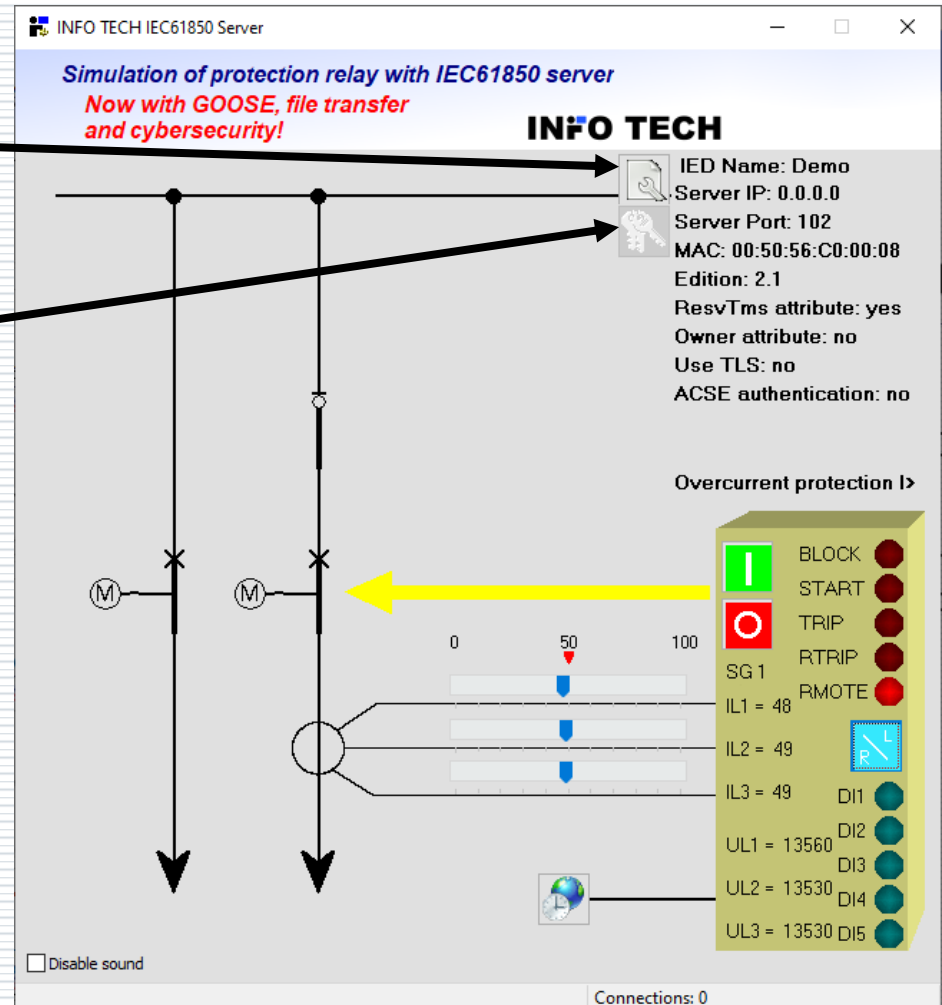 INFO TECH IEC61850 Server
Simulation of protection relay with IEC61850 server
Now with GOOSE, file transfer
and cybersecurity!
INFO TECH
IED Name: Demo
Server IP: 0.0.0.0
Server Port: 102
MAC: 00:50:56:C0:00:08
Edition: 2.1
ResvTms attribute: yes
Owner attribute: no
Use TLS: no
ACSE authentication: no
Overcurrent protection I>
BLOCK
START
TRIP
RTRIP
RMOTE
M
M
0 50 100
SG 1
IL1 = 48
IL2 = 49
L
R
IL3 = 49
DI1
UL1 = 13560
DI2
DI3
UL2 = 13530
DI4
UL3 = 13530
DI5
Disable sound
Connections: 0